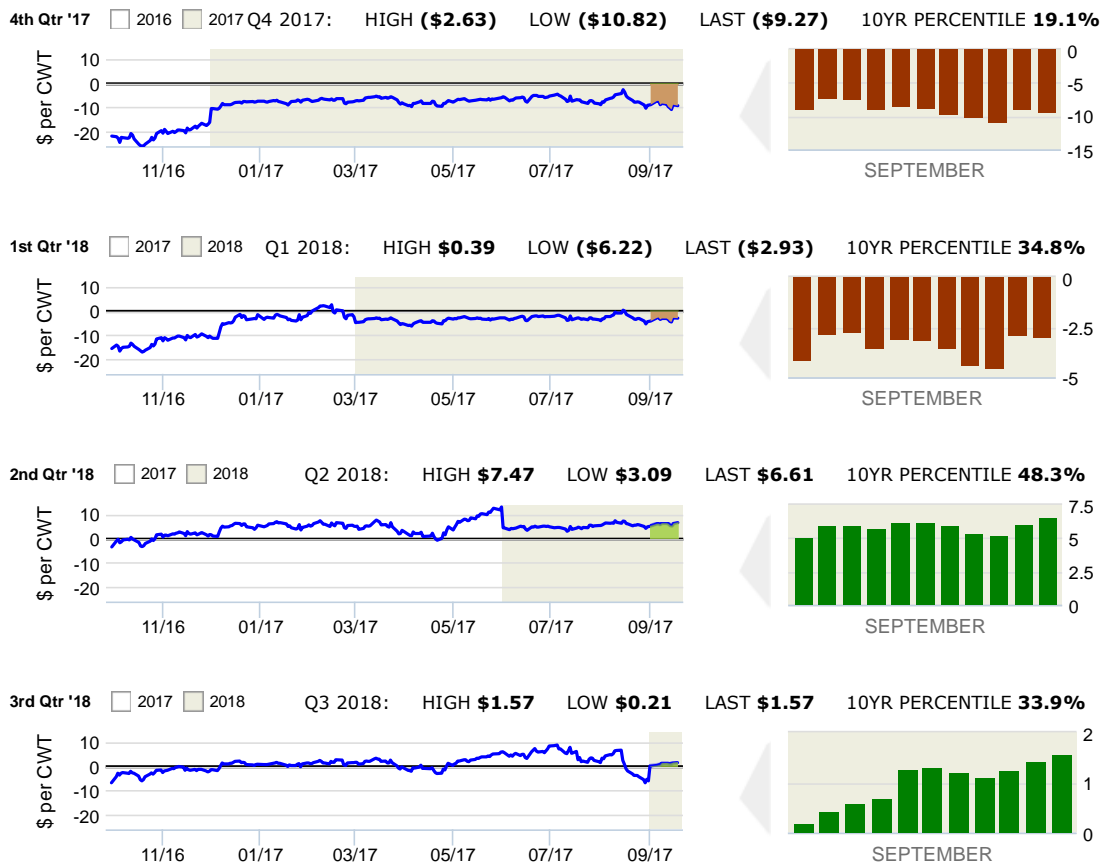 4th Qtr '17 2016 2017 Q4 2017: HIGH ($2.63) LOW ($10.82) LAST ($9.27) 10YR PERCENTILE 19.1%
$ per CWT
10
0
-10
-20
11/16 01/17 03/17 05/17 07/17 09/17
0
-5
-10
-15
SEPTEMBER
1st Qtr '18 2017 2018 Q1 2018: HIGH $0.39 LOW ($6.22) LAST ($2.93) 10YR PERCENTILE 34.8%
$ per CWT
10
0
-10
-20
11/16 01/17 03/17 05/17 07/17 09/17
0
-2.5
-5
SEPTEMBER
2nd Qtr '18 2017 2018 Q2 2018: HIGH $7.47 LOW $3.09 LAST $6.61 10YR PERCENTILE 48.3%
$ per CWT
10
0
-10
-20
11/16 01/17 03/17 05/17 07/17 09/17
7.5
5
2.5
0
SEPTEMBER
3rd Qtr '18 2017 2018 Q3 2018: HIGH $1.57 LOW $0.21 LAST $1.57 10YR PERCENTILE 33.9%
$ per CWT
10
0
-10
-20
11/16 01/17 03/17 05/17 07/17 09/17
2
1
0
SEPTEMBER